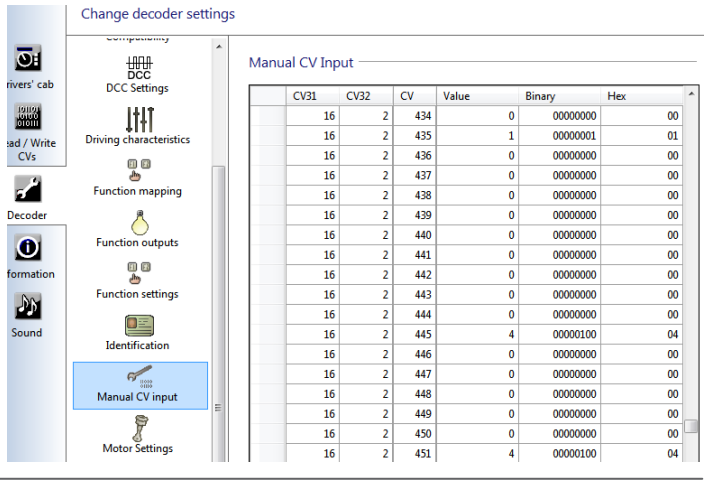 Change decoder settings
rivers' cab
ead / Write
CVs
Decoder
formation
Sound
DCC
DCC Settings
Driving characteristics
Function mapping
Function outputs
Function settings
Identification
Manual CV input
Motor Settings
Manual CV Input
CV31 CV32 CV Value Binary Hex
16 2 434 0 00000000 00
16 2 435 1 00000001 01
16 2 436 0 00000000 00
16 2 437 0 00000000 00
16 2 438 0 00000000 00
16 2 439 0 00000000 00
16 2 440 0 00000000 00
16 2 441 0 00000000 00
16 2 442 0 00000000 00
16 2 443 0 00000000 00
16 2 444 0 00000000 00
16 2 445 4 00000100 04
16 2 446 0 00000000 00
16 2 447 0 00000000 00
16 2 448 0 00000000 00
16 2 449 0 00000000 00
16 2 450 0 00000000 00
16 2 451 4 00000100 04